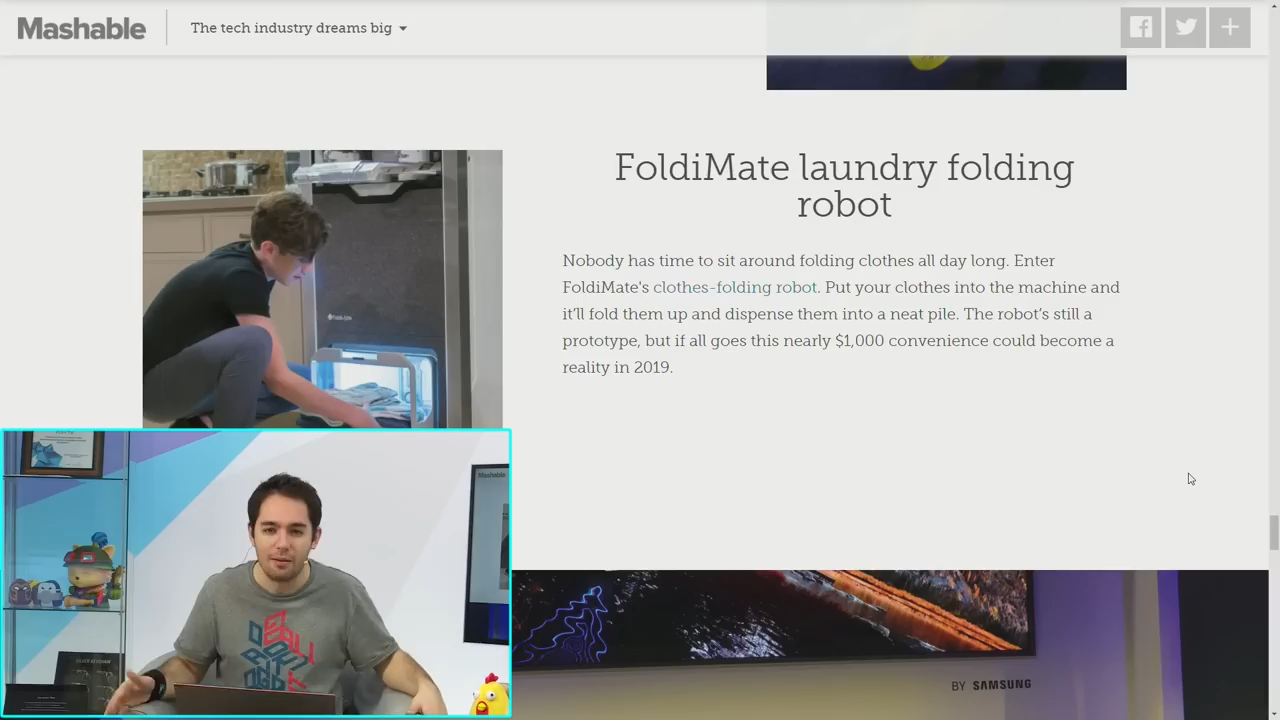 Mashable
The tech industry dreams big
FoldiMate laundry folding
robot
Nobody has time to sit around folding clothes all day long. Enter
FoldiMate's clothes-folding robot. Put your clothes into the machine and
it'll fold them up and dispense them into a neat pile. The robot’s still a
prototype, but if all goes this nearly $1,000 convenience could become a
reality in 2019.
Mashable
BY SAMSUNG